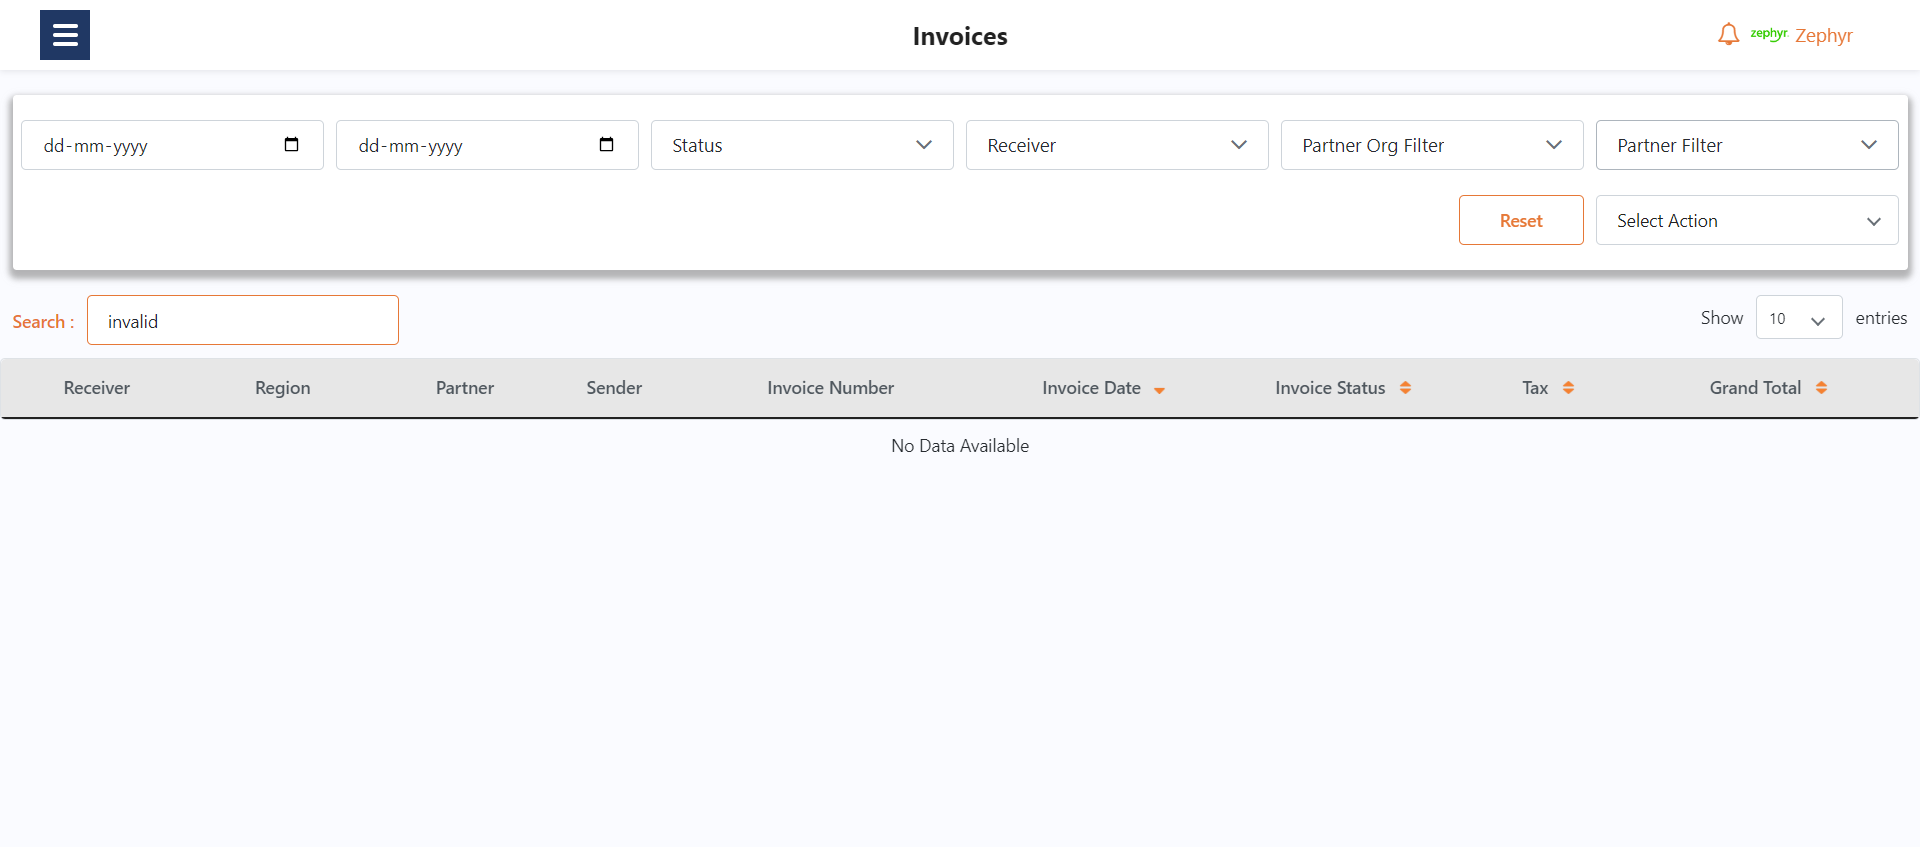 Invoices
zephyr Zephyr
dd-mm-yyyy dd-mm-yyyy Status Receiver Partner Org Filter Partner Filter
Reset Select Action
Search : invalid Show 10 entries
Receiver Region Partner Sender Invoice Number Invoice Date Invoice Status Tax Grand Total
No Data Available